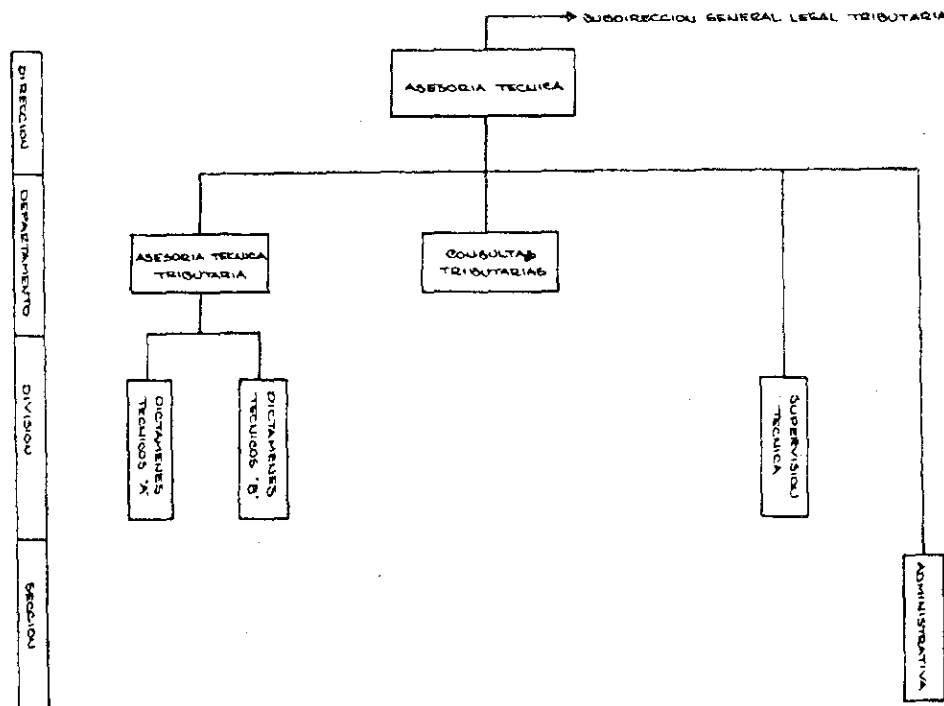 SUBDIRECCION GENERAL LEGAL TRIBUTARIA
ASESORIA TECNICA
DIRECCION
DEPARTAMENTO
DIVISION
SECCION
ASESORIA TECNICA
TRIBUTARIA
CONSULTAS
TRIBUTARIAS
DICTAMENES
TECNICOS "A"
DICTAMENES
TECNICOS "B"
SUPERVISION
TECNICA
ADMINISTRATIVA